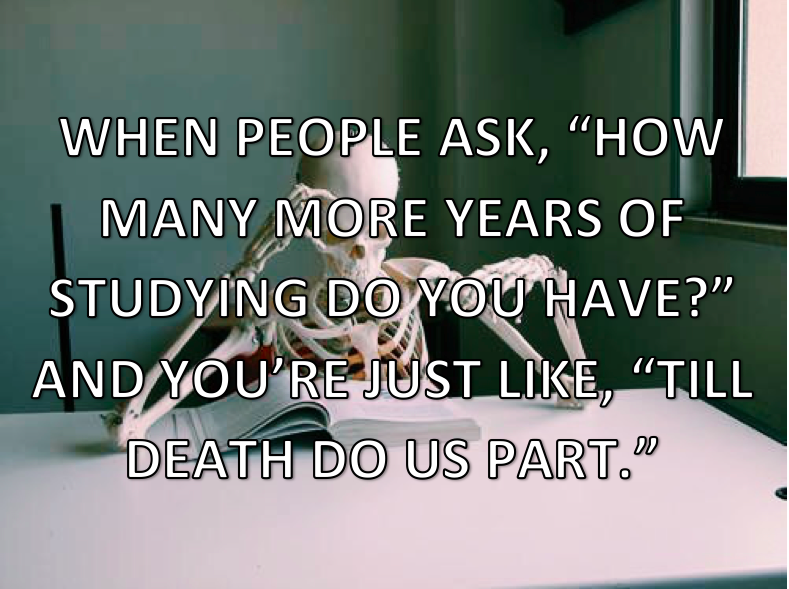 WHEN PEOPLE ASK, “HOW
MANY MORE YEARS OF
STUDYING DO YOU HAVE?”
AND YOU’RE JUST LIKE, “TILL
DEATH DO US PART.”